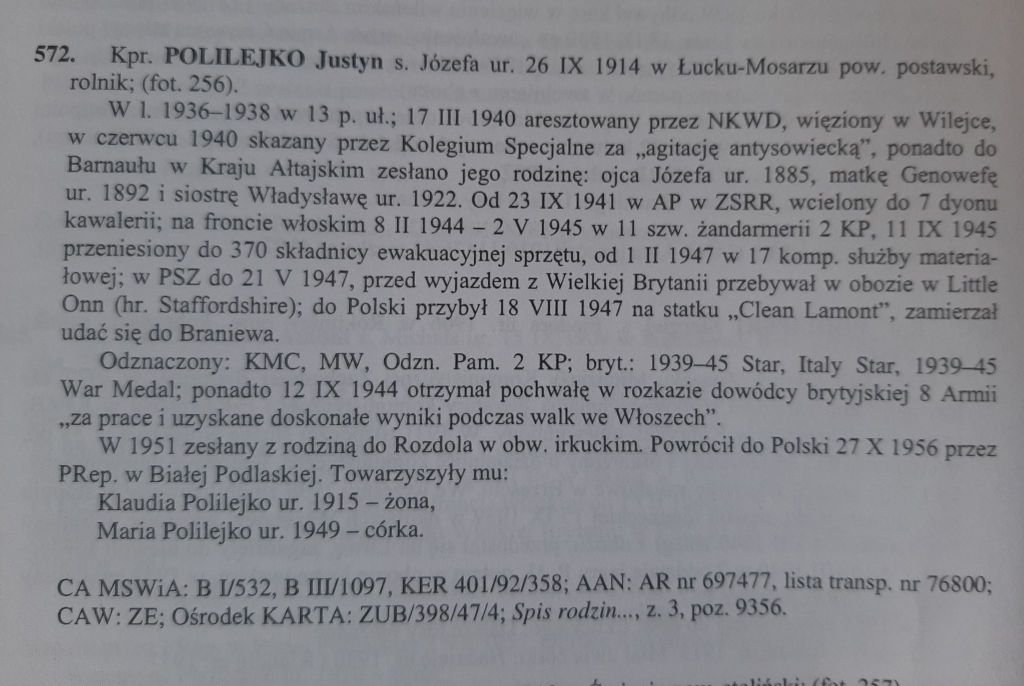 572. Kpr. POLILEJKO Justyn s. Józefa ur. 26 IX 1914 w Łucku-Mosarzu pow. postawski,
rolnik; (fot. 256).
W l. 1936–1938 w 13 p. uł.; 17 III 1940 aresztowany przez NKWD, więziony w Wilejce,
w czerwcu 1940 skazany przez Kolegium Specjalne za „agitację antysowiecką”, ponadto do
Barnaułu w Kraju Ałtajskim zesłano jego rodzinę: ojca Józefa ur. 1885, matkę Genowefę
ur. 1892 i siostrę Władysławę ur. 1922. Od 23 IX 1941 w AP w ZSRR, wcielony do 7 dyonu
kawalerii; na froncie włoskim 8 II 1944 – 2 V 1945 w 11 szw. żandarmerii 2 KP, 11 IX 1945
przeniesiony do 370 składnicy ewakuacyjnej sprzętu, od 1 II 1947 w 17 komp. służby materia-
łowej; w PSZ do 21 V 1947, przed wyjazdem z Wielkiej Brytanii przebywał w obozie w Little
Onn (hr. Staffordshire); do Polski przybył 18 VIII 1947 na statku „Clean Lamont”, zamierzał
udać się do Braniewa.
Odznaczony: KMC, MW, Odzn. Pam. 2 KP; bryt.: 1939–45 Star, Italy Star, 1939–45
War Medal; ponadto 12 IX 1944 otrzymał pochwałę w rozkazie dowódcy brytyjskiej 8 Armii
„za prace i uzyskane doskonałe wyniki podczas walk we Włoszech”.
W 1951 zesłany z rodziną do Rozdola w obw. irkuckim. Powrócił do Polski 27 X 1956 przez
PRep. w Białej Podlaskiej. Towarzyszyły mu:
Klaudia Polilejko ur. 1915 – żona,
Maria Polilejko ur. 1949 – córka.
CA MSWiA: B I/532, B III/1097, KER 401/92/358; AAN: AR nr 697477, lista transp. nr 76800;
CAW: ZE; Ośrodek KARTA: ZUB/398/47/4; Spis rodzin..., z. 3, poz. 9356.